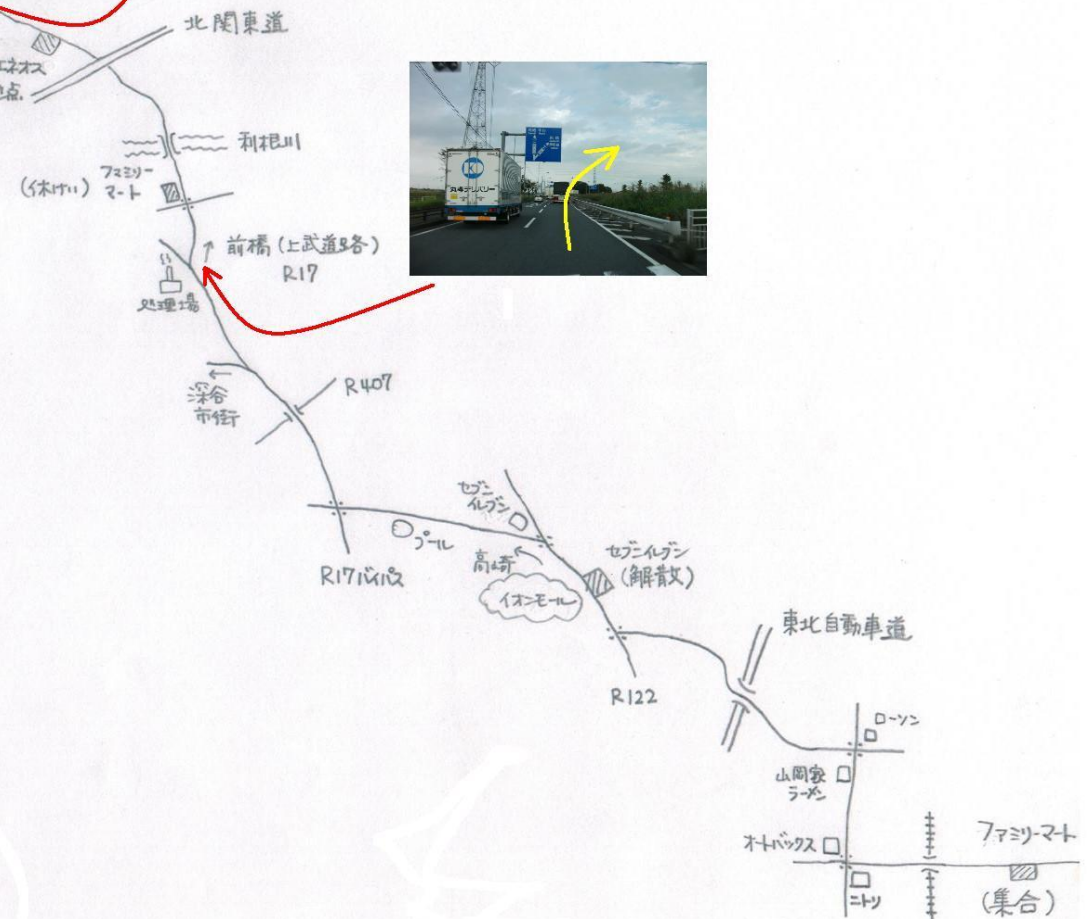 北関東道
エネオス
点
利根川
(休けい)
ファミリー
マート
前橋(上武道路)
R17
処理場
深谷
市街
R407
セブン
イレブン
プール
高崎
イオンモール
セブンイレブン
(解散)
R17バイパス
東北自動車道
R122
ローソン
山岡家
ラーメン
オートバックス
ニトリ
ファミリーマート
(集合)